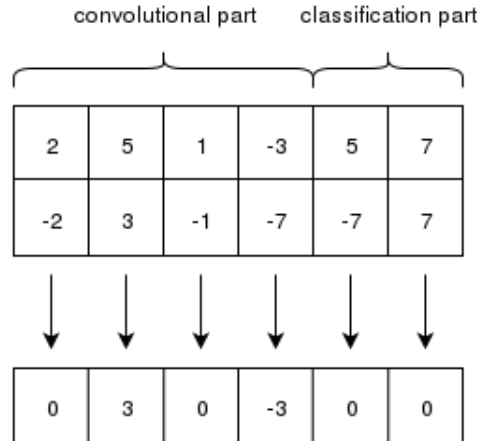 convolutional part classification part
2 5 1 -3 5 7
-2 3 -1 -7 -7 7
0 3 0 -3 0 0